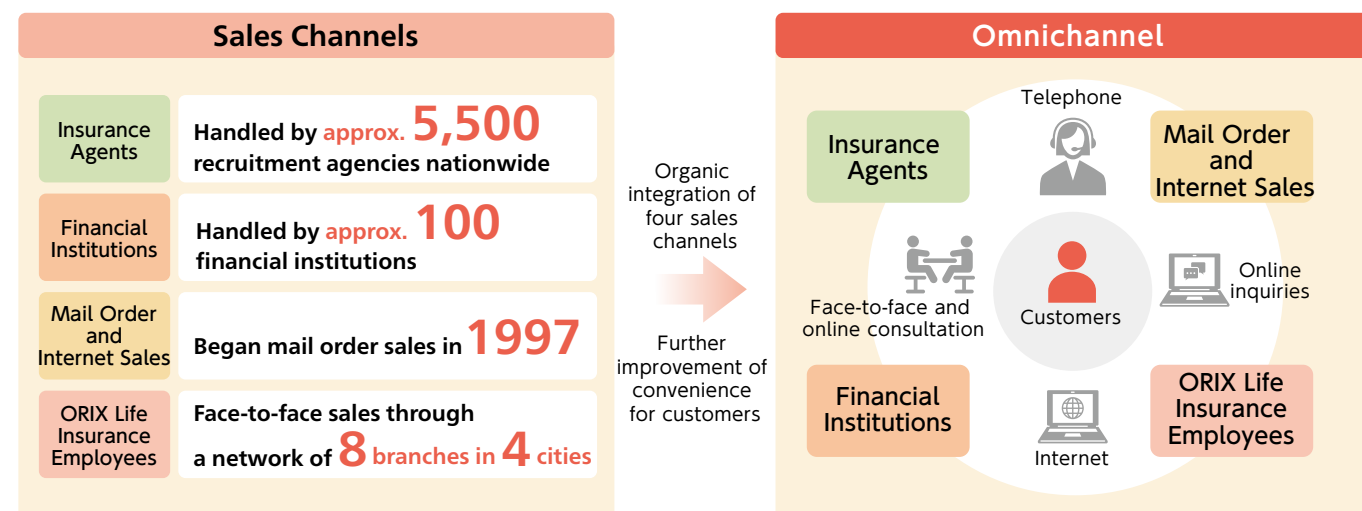 Sales Channels
Insurance
Agents
Handled by approx. 5,500
recruitment agencies nationwide
Financial
Institutions
Handled by approx. 100
financial institutions
Mail Order
and
Internet Sales
Began mail order sales in 1997
ORIX Life
Insurance
Employees
Face-to-face sales through
a network of 8 branches in 4 cities
Organic
integration of
four sales
channels
Further
improvement of
convenience
for customers
Omnichannel
Telephone
Insurance
Agents
Mail Order
and
Internet Sales
Face-to-face and
online consultation
Customers
Online
inquiries
Financial
Institutions
Internet
ORIX Life
Insurance
Employees